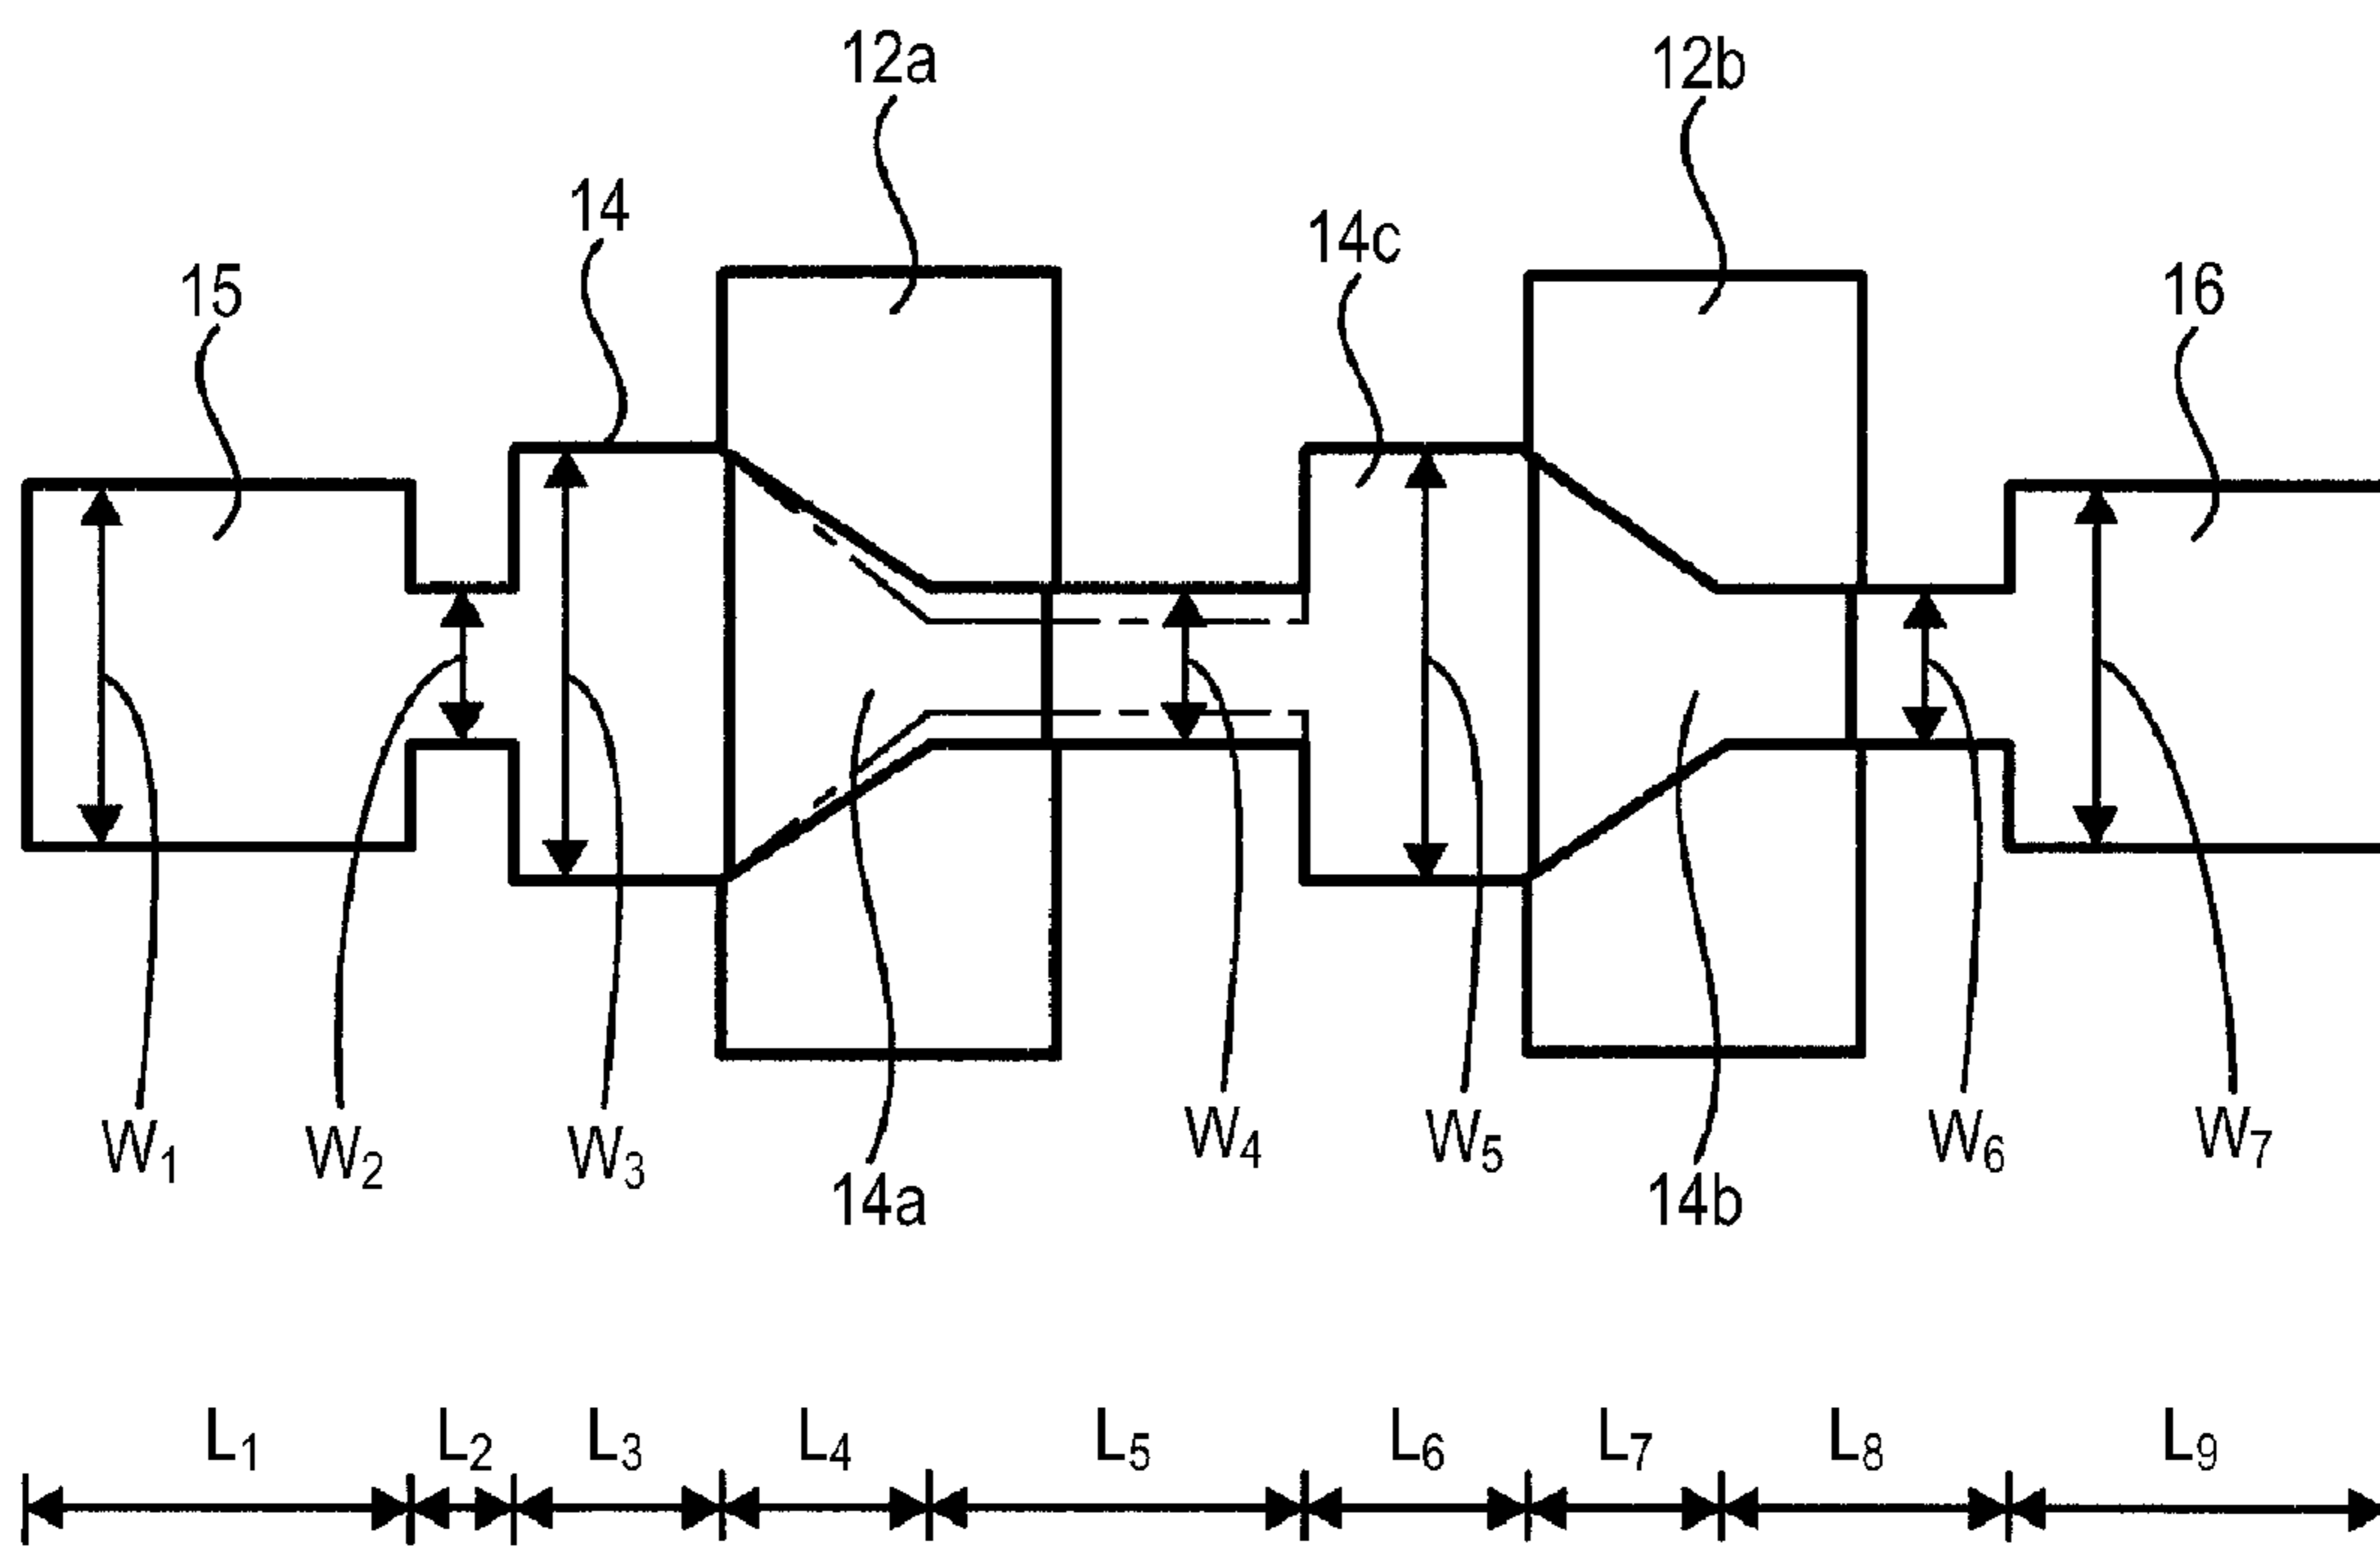 12a
12b
14
14c
15
16
W₁
W₂
W₃
W₄
W₅
W₆
W₇
14a
14b
L₁ L₂ L₃ L₄ L₅ L₆ L₇ L₈ L₉